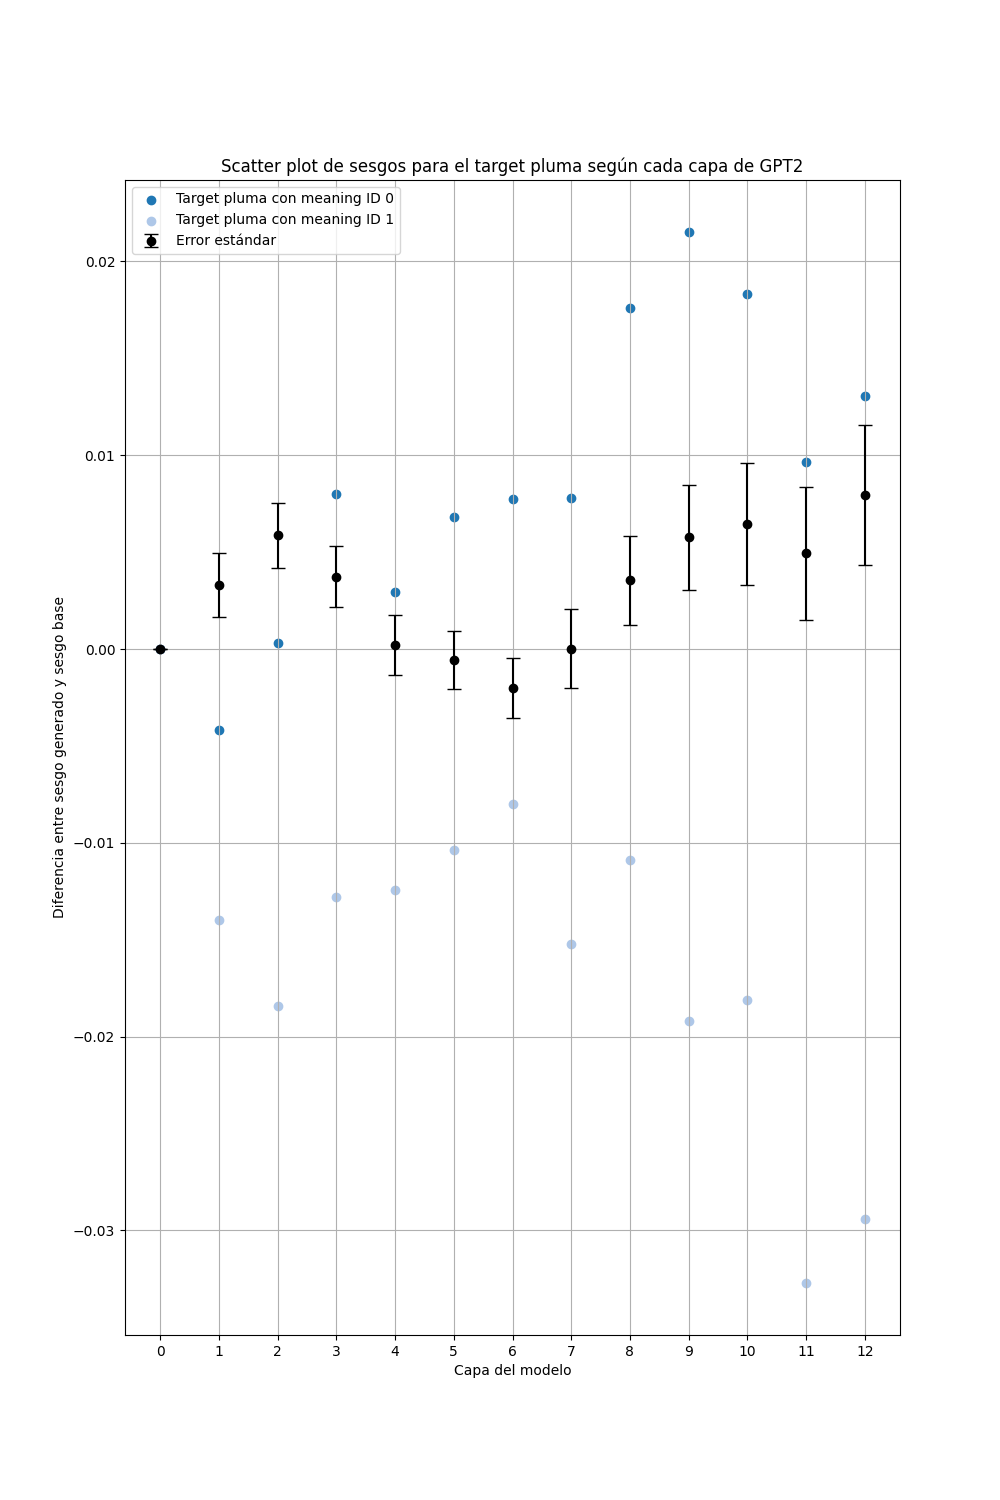 Scatter plot de sesgos para el target pluma según cada capa de GPT2
Target pluma con meaning ID 0
Target pluma con meaning ID 1
Error estándar
0.02
0.01
0.00
−0.01
−0.02
−0.03
Diferencia entre sesgo generado y sesgo base
0 1 2 3 4 5 6 7 8 9 10 11 12
Capa del modelo